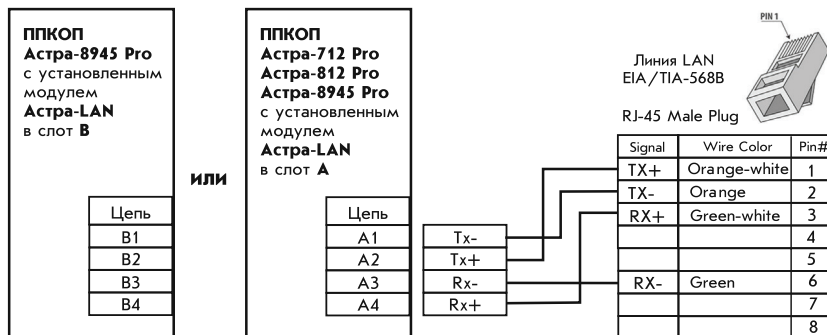 ППКОП
Астра-8945 Pro
с установленным
модулем
Астра-LAN
в слот B
Цепь
B1
B2
B3
B4
или
ППКОП
Астра-712 Pro
Астра-812 Pro
Астра-8945 Pro
с установленным
модулем
Астра-LAN
в слот A
Цепь
A1 Tx-
A2 Tx+
A3 Rx-
A4 Rx+
PIN 1
Линия LAN
EIA/TIA-568B
RJ-45 Male Plug
Signal Wire Color Pin#
TX+ Orange-white 1
TX- Orange 2
RX+ Green-white 3
4
5
RX- Green 6
7
8